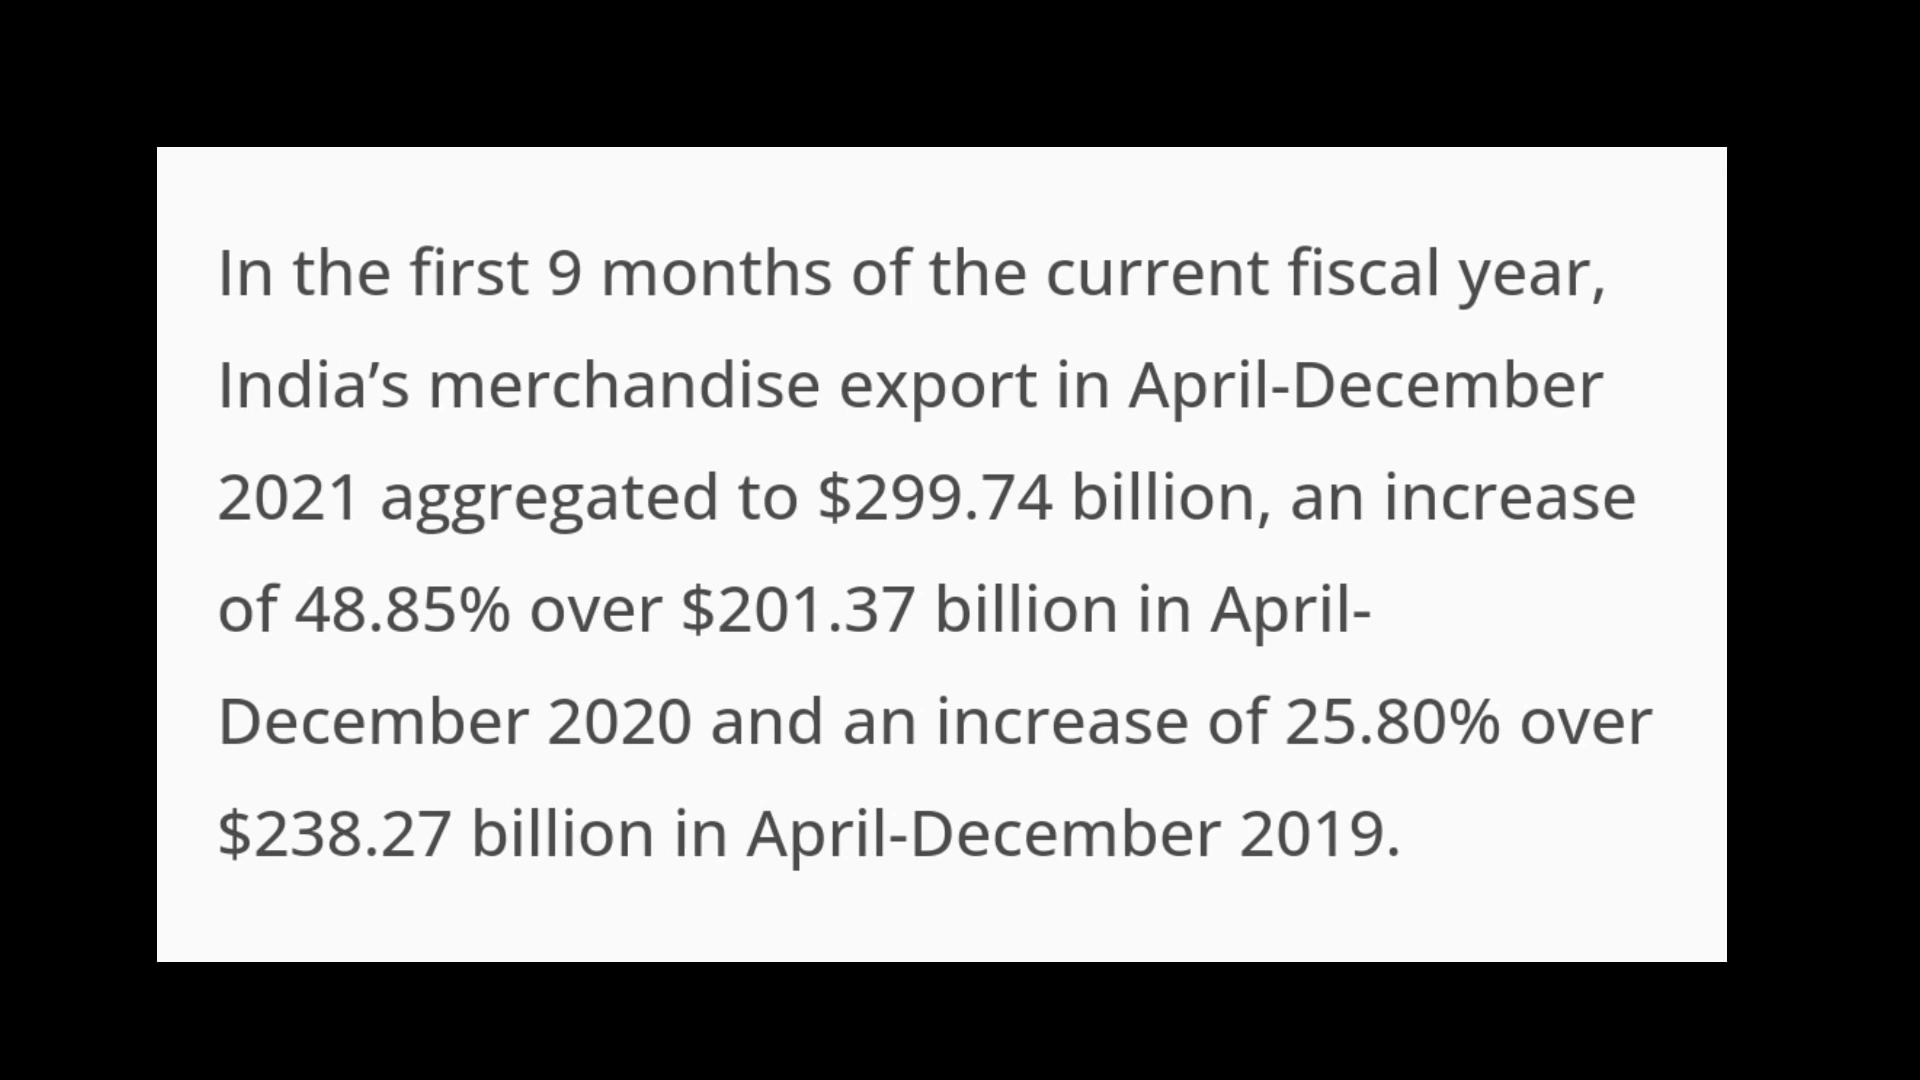 In the first 9 months of the current fiscal year,
India’s merchandise export in April-December
2021 aggregated to $299.74 billion, an increase
of 48.85% over $201.37 billion in April-
December 2020 and an increase of 25.80% over
$238.27 billion in April-December 2019.